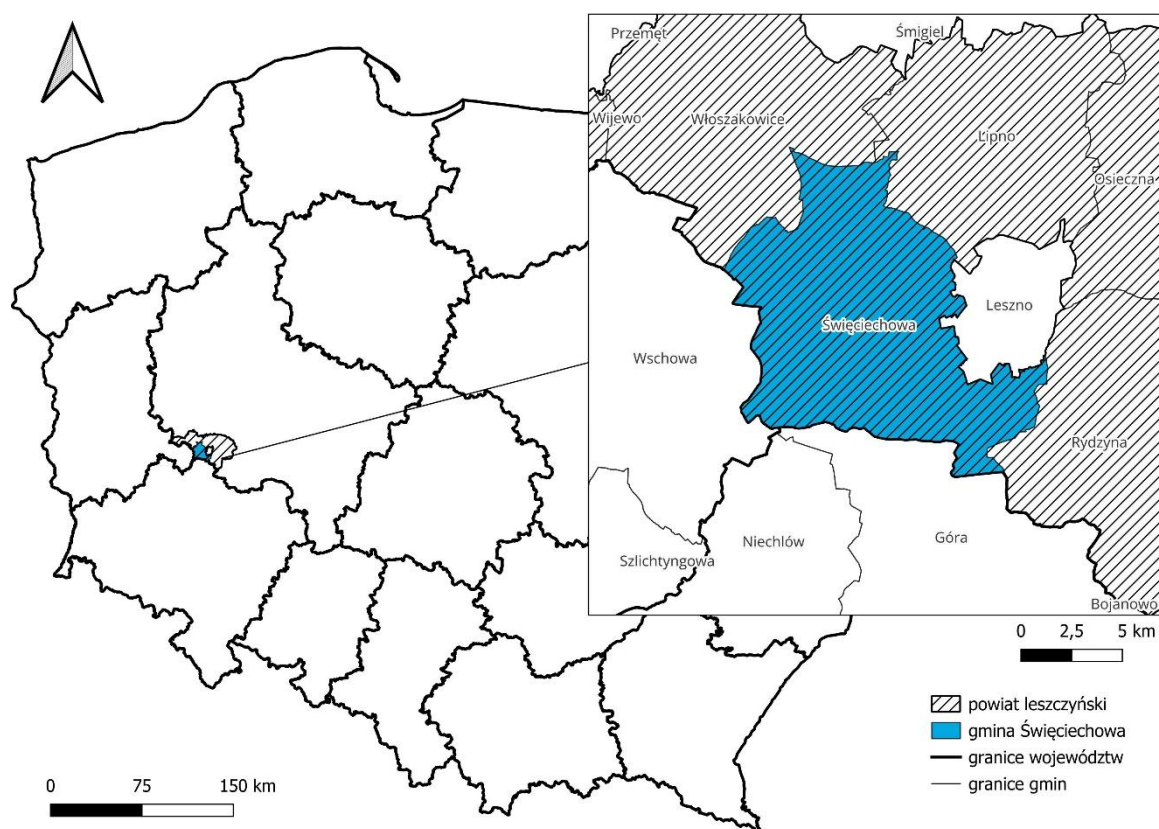 Przemęt
Śmigiel
Wijewo
Włoszakowice
Lipno
Osieczna
Leszno
Święciechowa
Wschowa
Rydzyna
Góra
Niechlów
Szlichtyngowa
Bojanowo
0 2,5 5 km
powiat leszczyński
gmina Święciechowa
granice województw
granice gmin
0 75 150 km